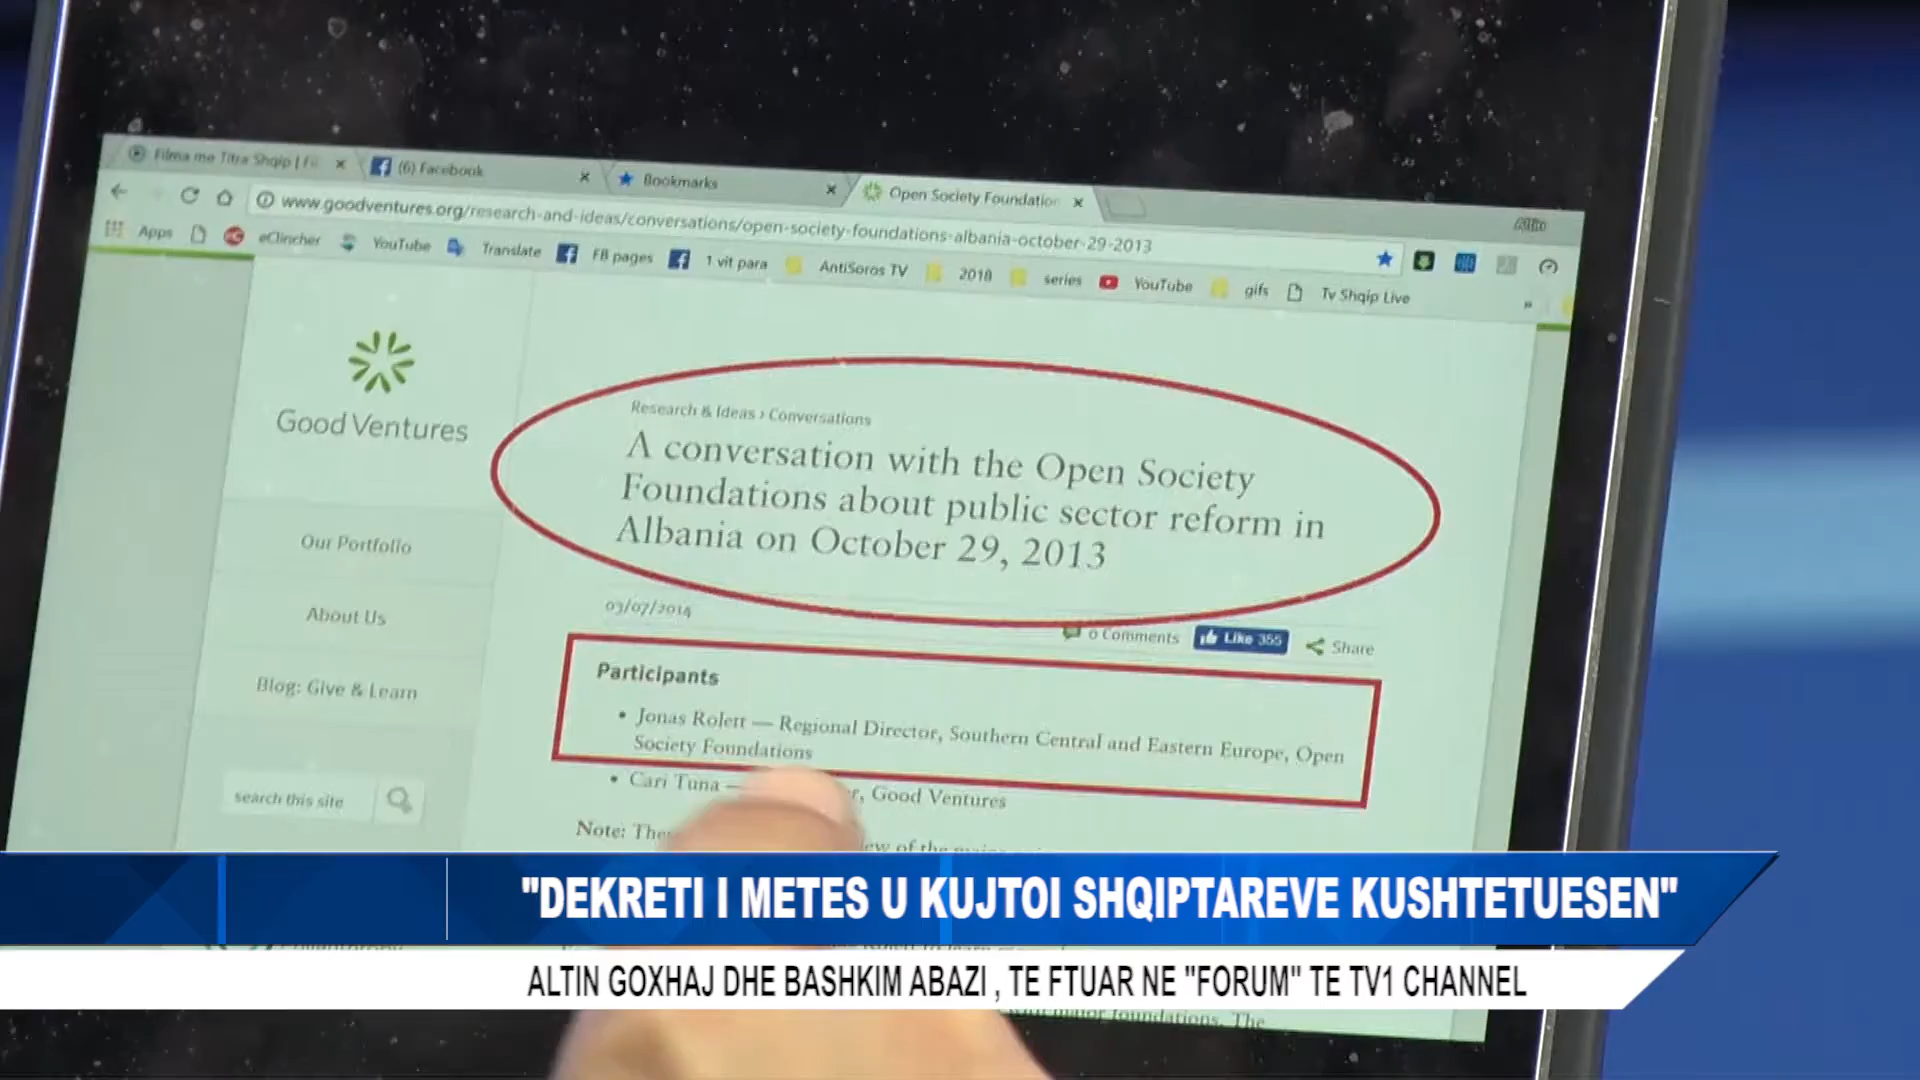 Filma me Titra Shqip | Fi
(6) Facebook
Bookmarks
Open Society Foundation
www.goodventures.org/research-and-ideas/conversations/open-society-foundations-albania-october-29-2013
Apps
eClincher
YouTube
Translate
FB pages
1 vit para
AntiSoros TV
2018
series
YouTube
gifs
Tv Shqip Live
»
Good Ventures
Our Portfolio
About Us
Blog: Give & Learn
search this site
Research & Ideas › Conversations
A conversation with the Open Society
Foundations about public sector reform in
Albania on October 29, 2013
03/07/2014
0 Comments
Like 355
Share
Participants
• Jonas Rolett — Regional Director, Southern Central and Eastern Europe, Open
Society Foundations
• Cari Tuna — Good Ventures
Note:
"DEKRETI I METES U KUJTOI SHQIPTAREVE KUSHTETUESEN"
ALTIN GOXHAJ DHE BASHKIM ABAZI , TE FTUAR NE "FORUM" TE TV1 CHANNEL
major foundations. The